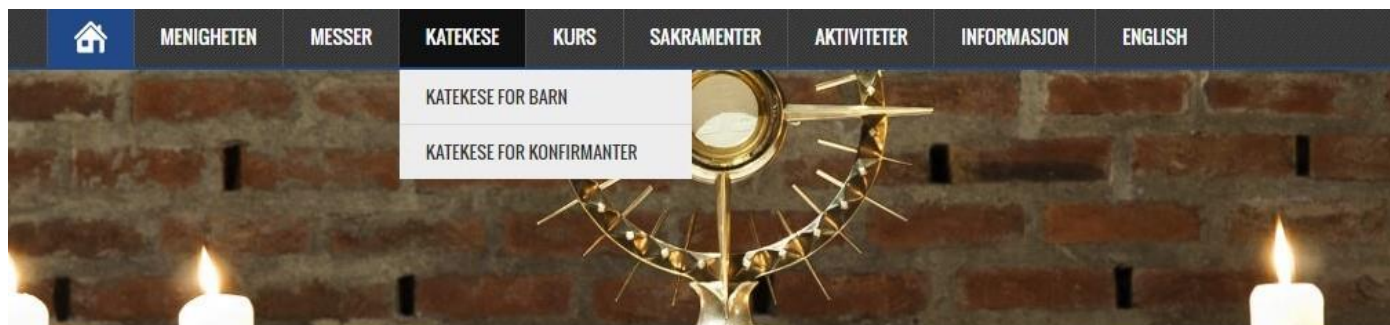 MENIGHETEN MESSER KATEKESE KURS SAKRAMENTER AKTIVITETER INFORMASJON ENGLISH
KATEKESE FOR BARN
KATEKESE FOR KONFIRMANTER